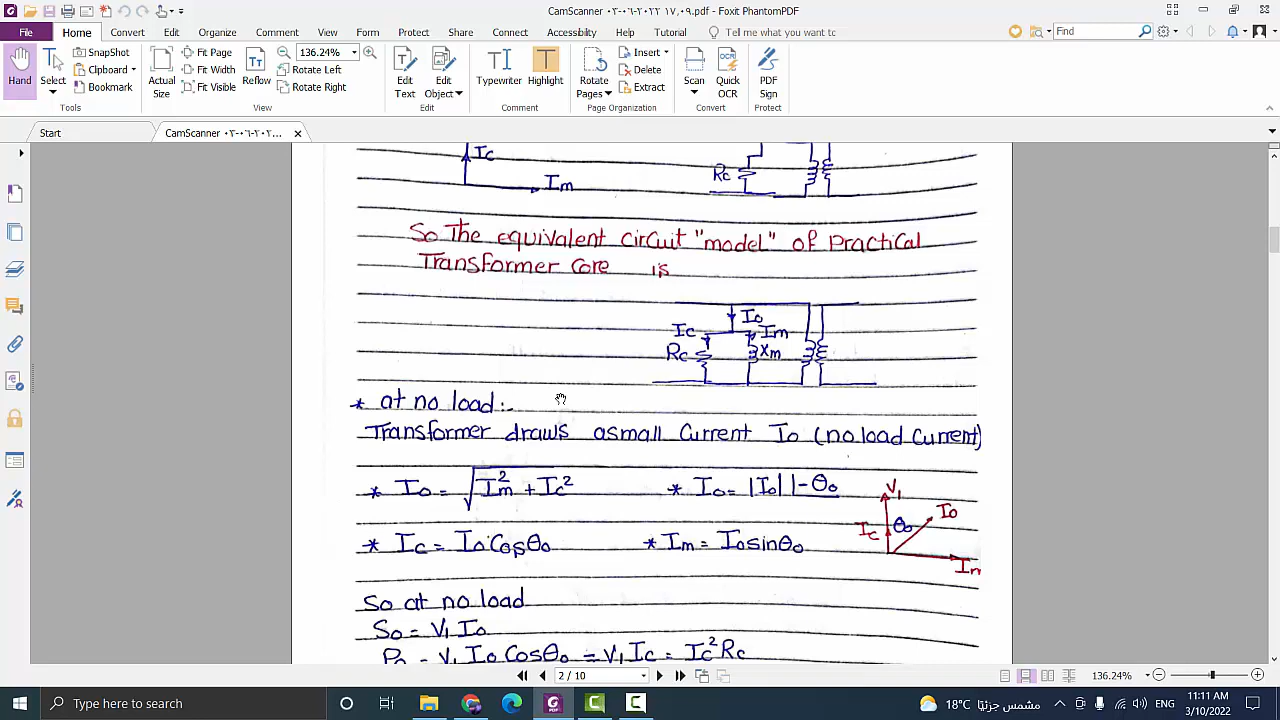 CamScanner ٠٣-٠٦-٢٠٢٢ ١٧,٠٩.pdf - Foxit PhantomPDF
File Home Convert Edit Organize Comment View Form Protect Share Connect Accessibility Help Tutorial Tell me what you want to Find
SnapShot Fit Page 136.24% Insert
Clipboard Fit Width Rotate Left Delete
Bookmark Fit Visible Rotate Right Extract
Hand Select Actual Size Reflow Edit Text Edit Object Typewriter Highlight Rotate Pages Scan Quick OCR PDF Sign
Tools View Edit Comment Page Organization Convert Protect
Start CamScanner
Ic
Im
Rc
So The equivalent circuit "model" of Practical
Transformer Core is
Io
Ic Im
Rc Xm
* at no load:-
Transformer draws asmall Current Io (no load Current)
* Io = √Im² + Ic² * Io = |Io| |-θo
V1
Io
θo
Ic
Im
* Ic = Io Cosθo * Im = Io sinθo
So at no load
So = V1 Io
Po = V1 Io Cosθo = V1 Ic = Ic² Rc
2 / 10 136.24%
Type here to search 18°C مشمس جزئيًا ENG 11:11 AM
3/10/2022